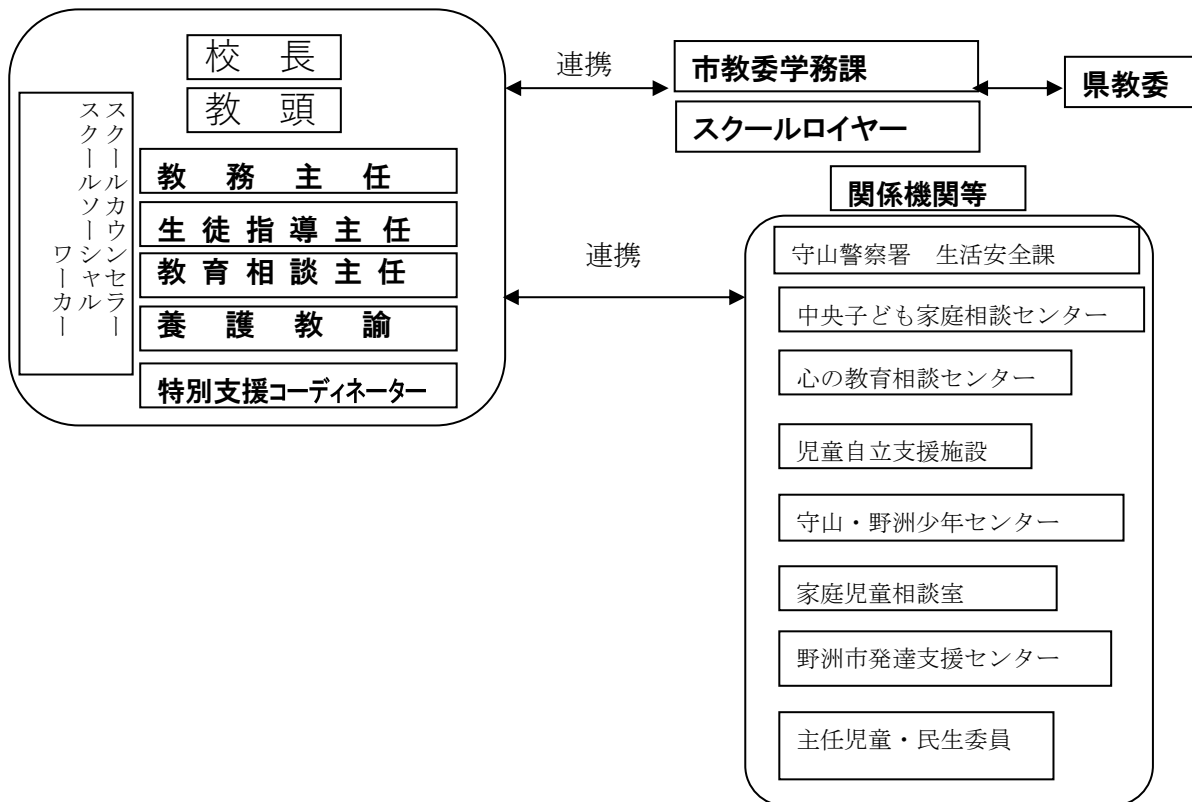 校　長
教　頭
スクールカウンセラー
スクールソーシャル
ワーカー
教　務　主　任
生 徒 指 導 主 任
教 育 相 談 主 任
養　護　教　諭
特別支援コーディネーター
連携
市教委学務課
県教委
スクールロイヤー
関係機関等
連携
守山警察署　生活安全課
中央子ども家庭相談センター
心の教育相談センター
児童自立支援施設
守山・野洲少年センター
家庭児童相談室
野洲市発達支援センター
主任児童・民生委員